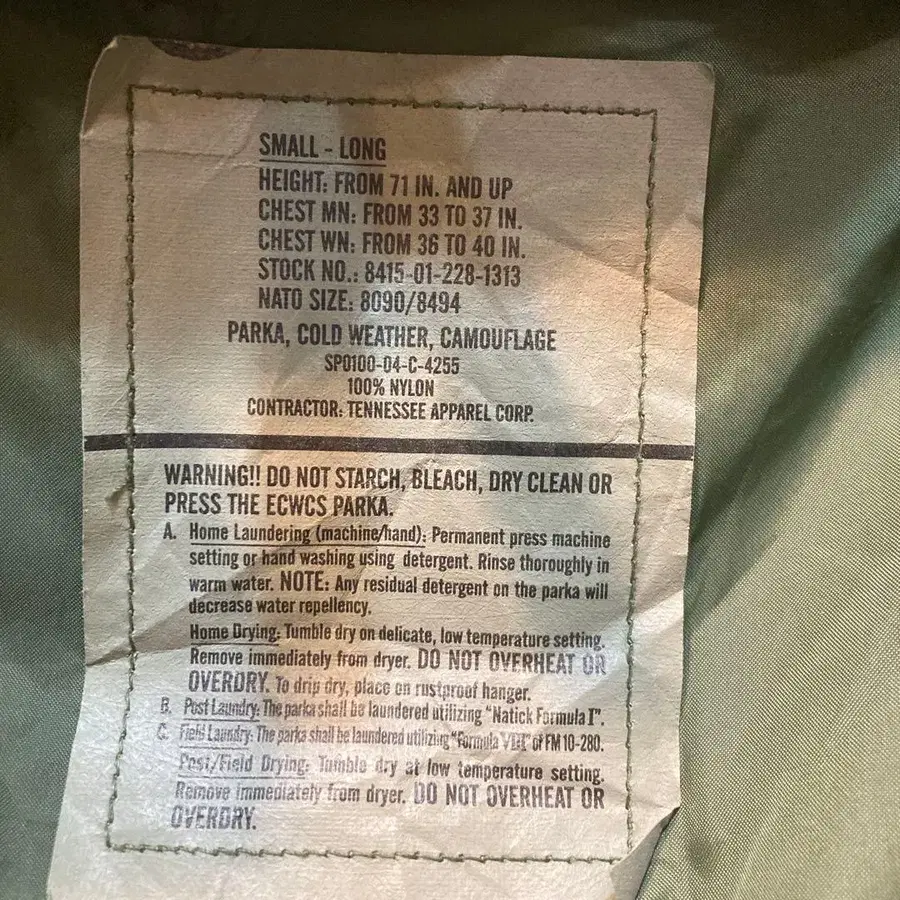 SMALL - LONG
HEIGHT: FROM 71 IN. AND UP
CHEST MN: FROM 33 TO 37 IN.
CHEST WN: FROM 36 TO 40 IN.
STOCK NO.: 8415-01-228-1313
NATO SIZE: 8090/8494
PARKA, COLD WEATHER, CAMOUFLAGE
SP0100-04-C-4255
100% NYLON
CONTRACTOR: TENNESSEE APPAREL CORP.
WARNING!! DO NOT STARCH, BLEACH, DRY CLEAN OR
PRESS THE ECWCS PARKA.
A. Home Laundering (machine/hand): Permanent press machine
setting or hand washing using detergent. Rinse thoroughly in
warm water. NOTE: Any residual detergent on the parka will
decrease water repellency.
Home Drying: Tumble dry on delicate, low temperature setting.
Remove immediately from dryer. DO NOT OVERHEAT OR
OVERDRY. To drip dry, place on rustproof hanger.
B. Post Laundry: The parka shall be laundered utilizing "Natick Formula I".
C. Field Laundry: The parka shall be laundered utilizing "Formula of FM 10-280.
Post/Field Drying: Tumble dry at low temperature setting.
Remove immediately from dryer. DO NOT OVERHEAT OR
OVERDRY.